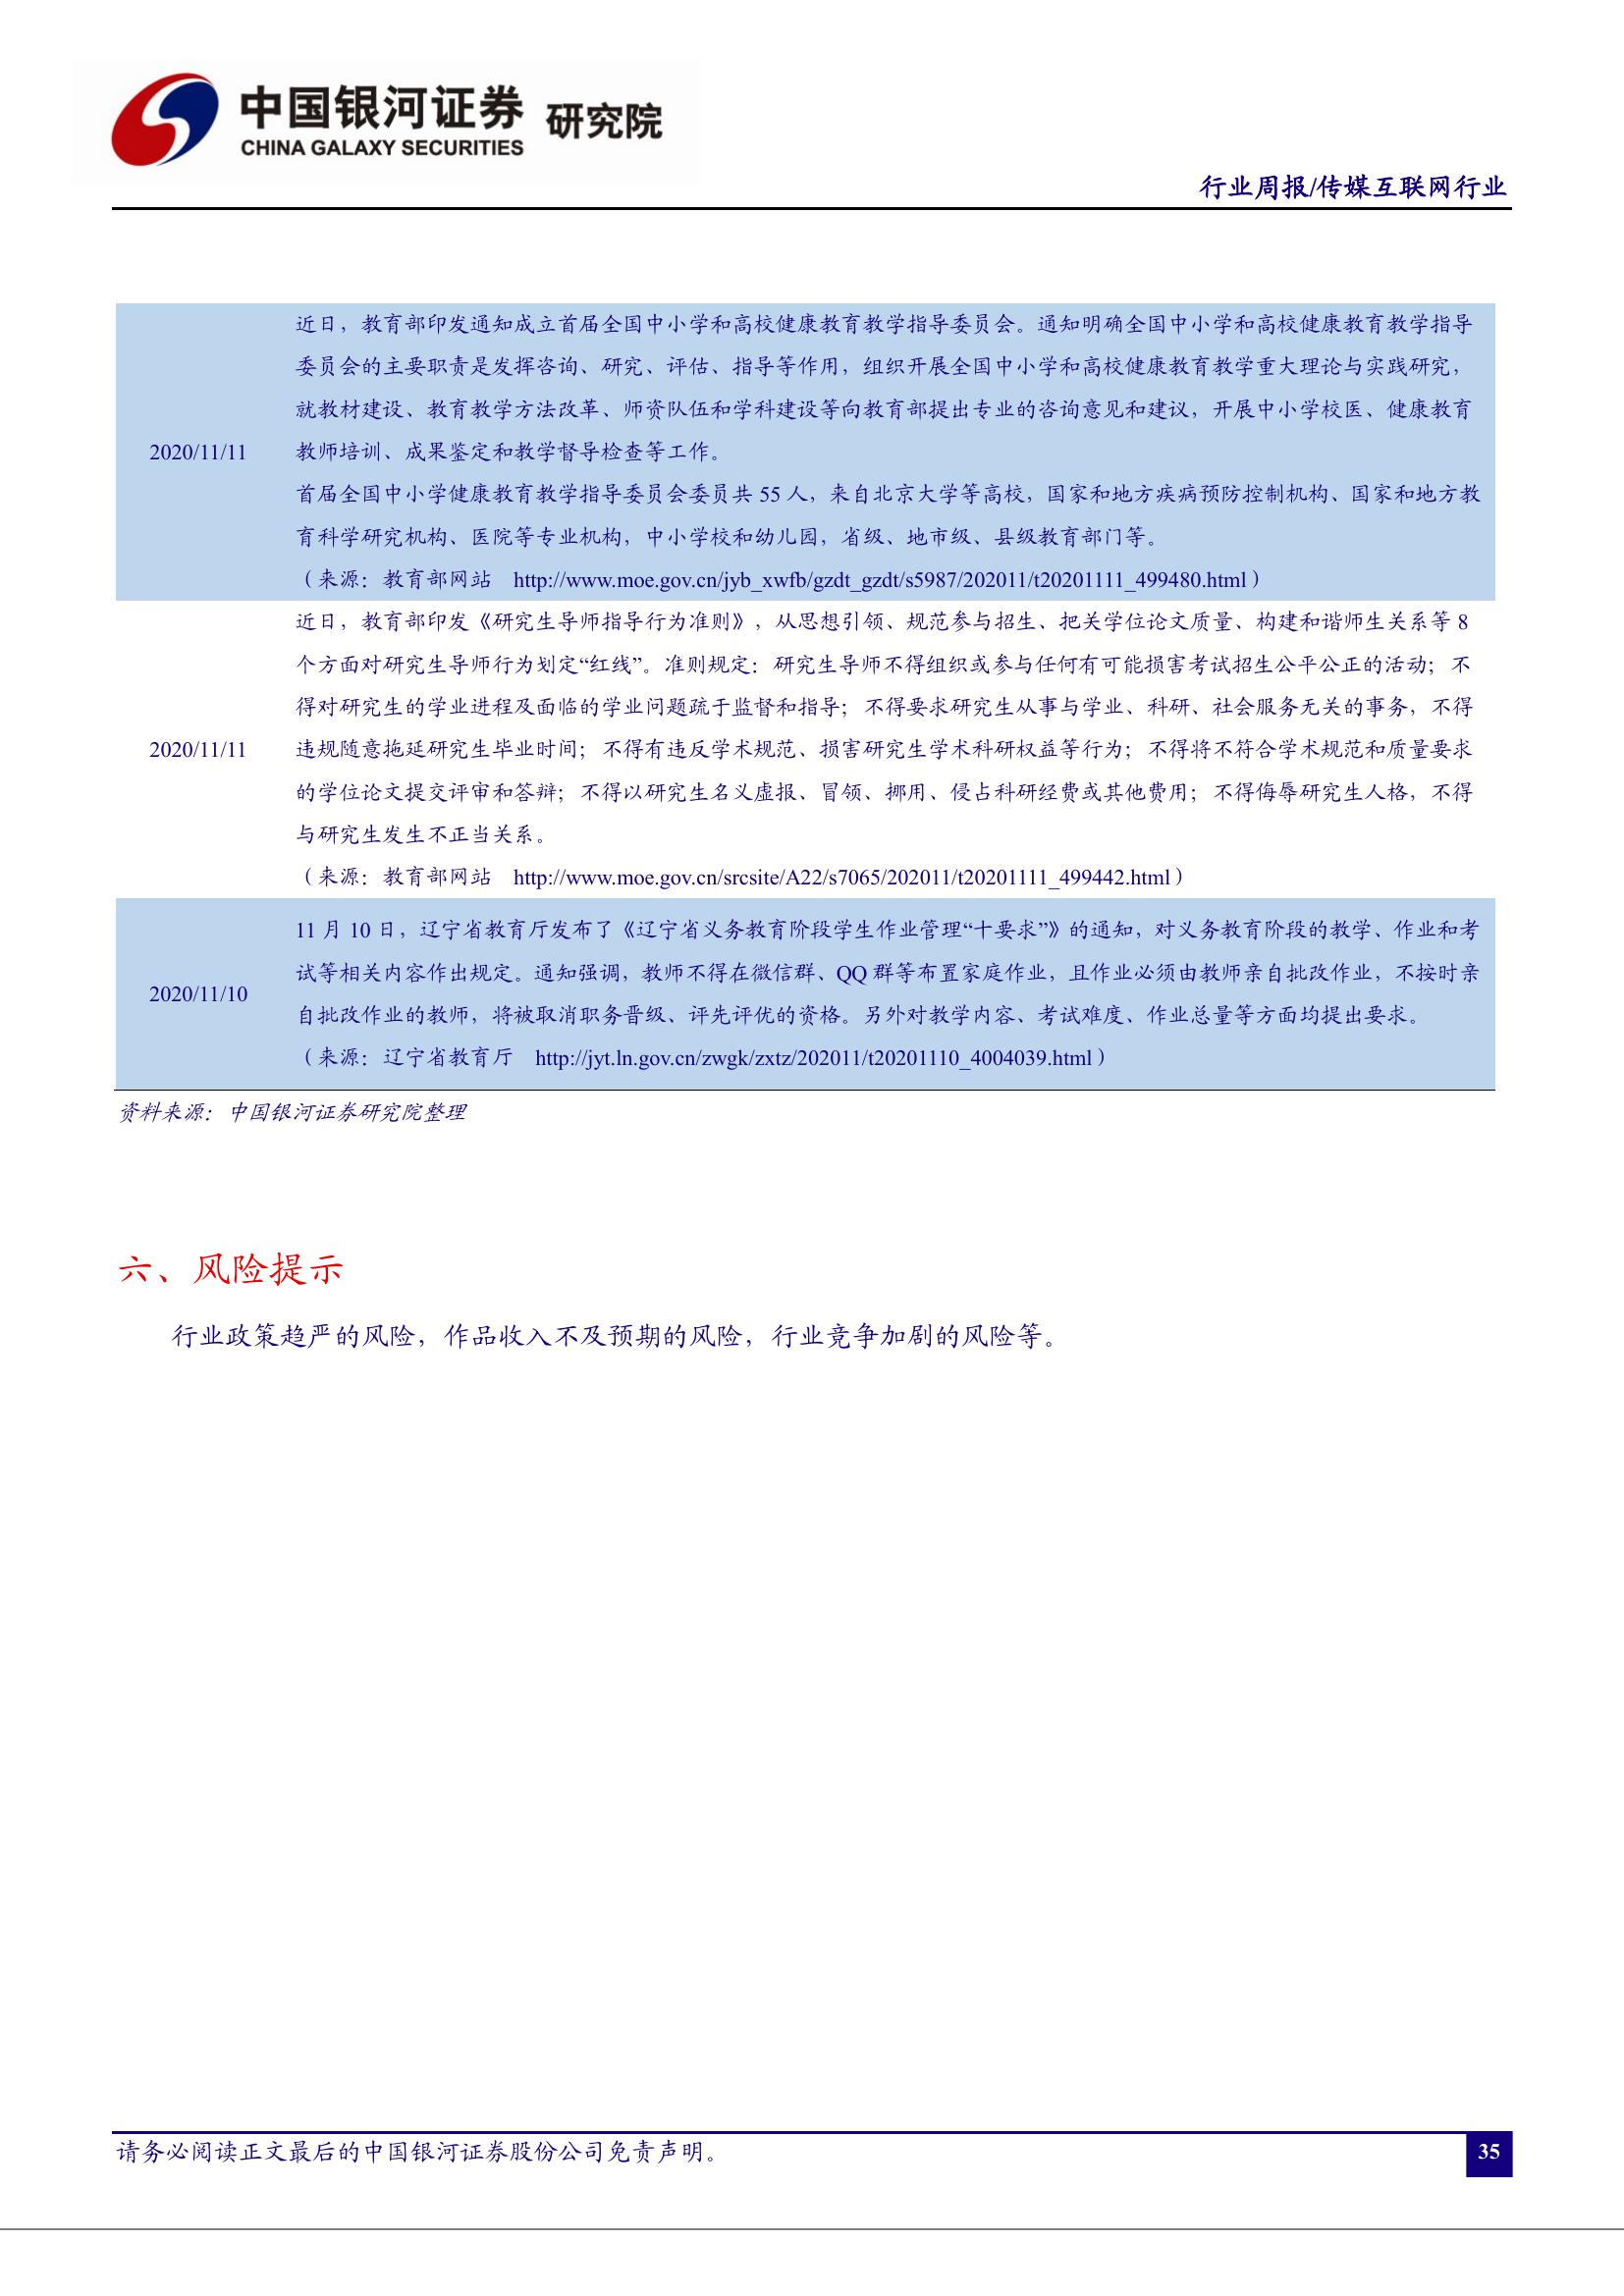 中国银河证券 研究院
CHINA GALAXY SECURITIES
行业周报/传媒互联网行业
近日，教育部印发通知成立首届全国中小学和高校健康教育教学指导委员会。通知明确全国中小学和高校健康教育教学指导
委员会的主要职责是发挥咨询、研究、评估、指导等作用，组织开展全国中小学和高校健康教育教学重大理论与实践研究，
就教材建设、教育教学方法改革、师资队伍和学科建设等向教育部提出专业的咨询意见和建议，开展中小学校医、健康教育
2020/11/11 教师培训、成果鉴定和教学督导检查等工作。
首届全国中小学健康教育教学指导委员会委员共 55 人，来自北京大学等高校，国家和地方疾病预防控制机构、国家和地方教
育科学研究机构、医院等专业机构，中小学校和幼儿园，省级、地市级、县级教育部门等。
（来源：教育部网站 http://www.moe.gov.cn/jyb_xwfb/gzdt_gzdt/s5987/202011/t20201111_499480.html）
近日，教育部印发《研究生导师指导行为准则》，从思想引领、规范参与招生、把关学位论文质量、构建和谐师生关系等 8
个方面对研究生导师行为划定“红线”。准则规定：研究生导师不得组织或参与任何有可能损害考试招生公平公正的活动；不
得对研究生的学业进程及面临的学业问题疏于监督和指导；不得要求研究生从事与学业、科研、社会服务无关的事务，不得
2020/11/11 违规随意拖延研究生毕业时间；不得有违反学术规范、损害研究生学术科研权益等行为；不得将不符合学术规范和质量要求
的学位论文提交评审和答辩；不得以研究生名义虚报、冒领、挪用、侵占科研经费或其他费用；不得侮辱研究生人格，不得
与研究生发生不正当关系。
（来源：教育部网站 http://www.moe.gov.cn/srcsite/A22/s7065/202011/t20201111_499442.html）
11 月 10 日，辽宁省教育厅发布了《辽宁省义务教育阶段学生作业管理“十要求”》的通知，对义务教育阶段的教学、作业和考
试等相关内容作出规定。通知强调，教师不得在微信群、QQ 群等布置家庭作业，且作业必须由教师亲自批改作业，不按时亲
2020/11/10 自批改作业的教师，将被取消职务晋级、评先评优的资格。另外对教学内容、考试难度、作业总量等方面均提出要求。
（来源：辽宁省教育厅 http://jyt.ln.gov.cn/zwgk/zxtz/202011/t20201110_4004039.html）
资料来源：中国银河证券研究院整理
六、风险提示
行业政策趋严的风险，作品收入不及预期的风险，行业竞争加剧的风险等。
请务必阅读正文最后的中国银河证券股份公司免责声明。
35